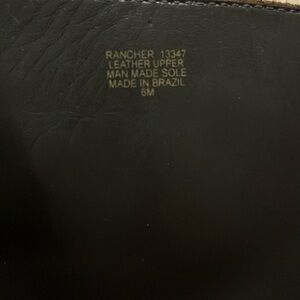 RANCHER 13347
LEATHER UPPER
MAN MADE SOLE
MADE IN BRAZIL
6M